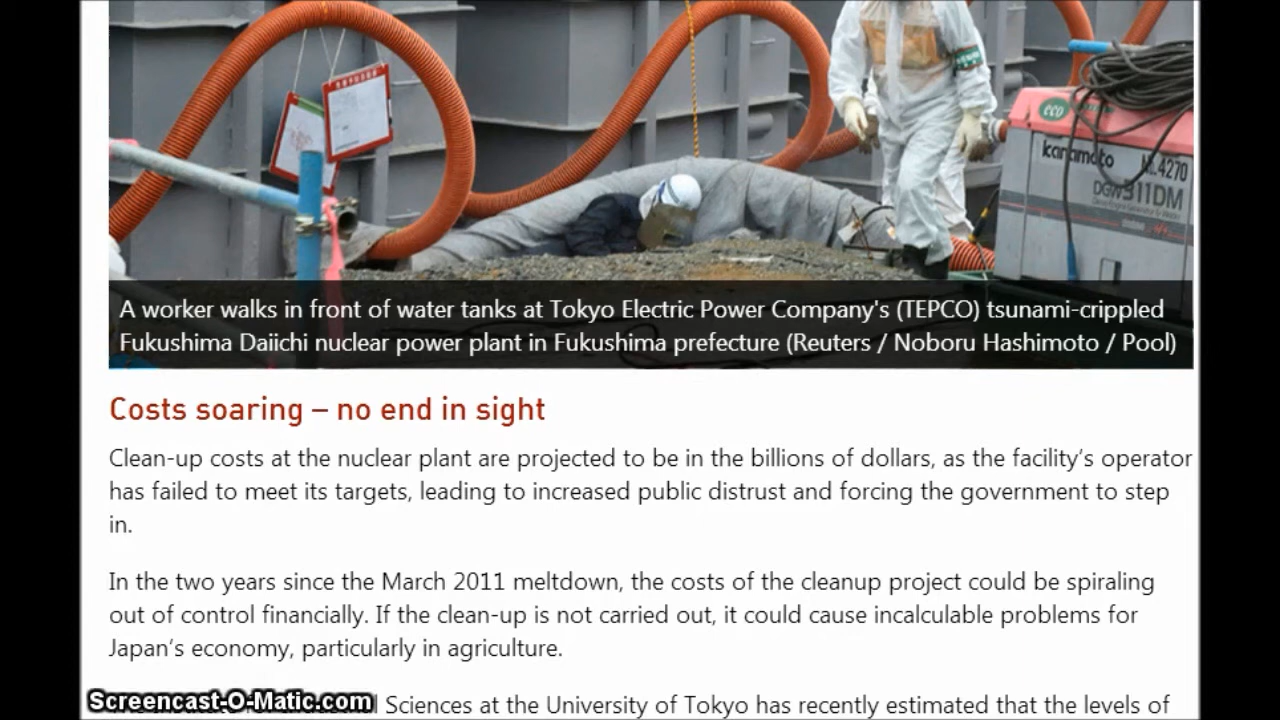 eco
kanamoto
No.4270
DGW311DM
A worker walks in front of water tanks at Tokyo Electric Power Company's (TEPCO) tsunami-crippled
Fukushima Daiichi nuclear power plant in Fukushima prefecture (Reuters / Noboru Hashimoto / Pool)
Costs soaring – no end in sight
Clean-up costs at the nuclear plant are projected to be in the billions of dollars, as the facility’s operator
has failed to meet its targets, leading to increased public distrust and forcing the government to step
in.
In the two years since the March 2011 meltdown, the costs of the cleanup project could be spiraling
out of control financially. If the clean-up is not carried out, it could cause incalculable problems for
Japan’s economy, particularly in agriculture.
Screencast-O-Matic.com
Sciences at the University of Tokyo has recently estimated that the levels of